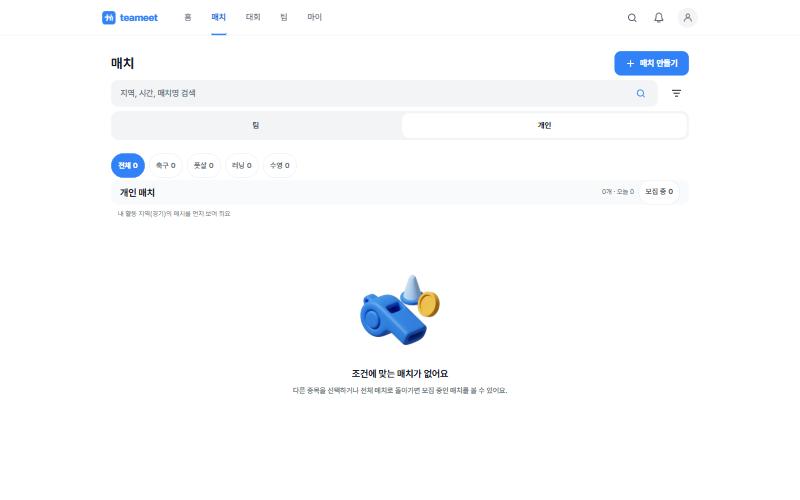 teameet 홈 매치 대회 팀 마이
매치
매치 만들기
지역, 시간, 매치명 검색
팀 개인
전체 0 축구 0 풋살 0 러닝 0 수영 0
개인 매치
0개 · 오늘 0 모집 중 0
내 활동 지역(경기)의 매치를 먼저 보여 줘요
조건에 맞는 매치가 없어요
다른 종목을 선택하거나 전체 매치로 돌아가면 모집 중인 매치를 볼 수 있어요.